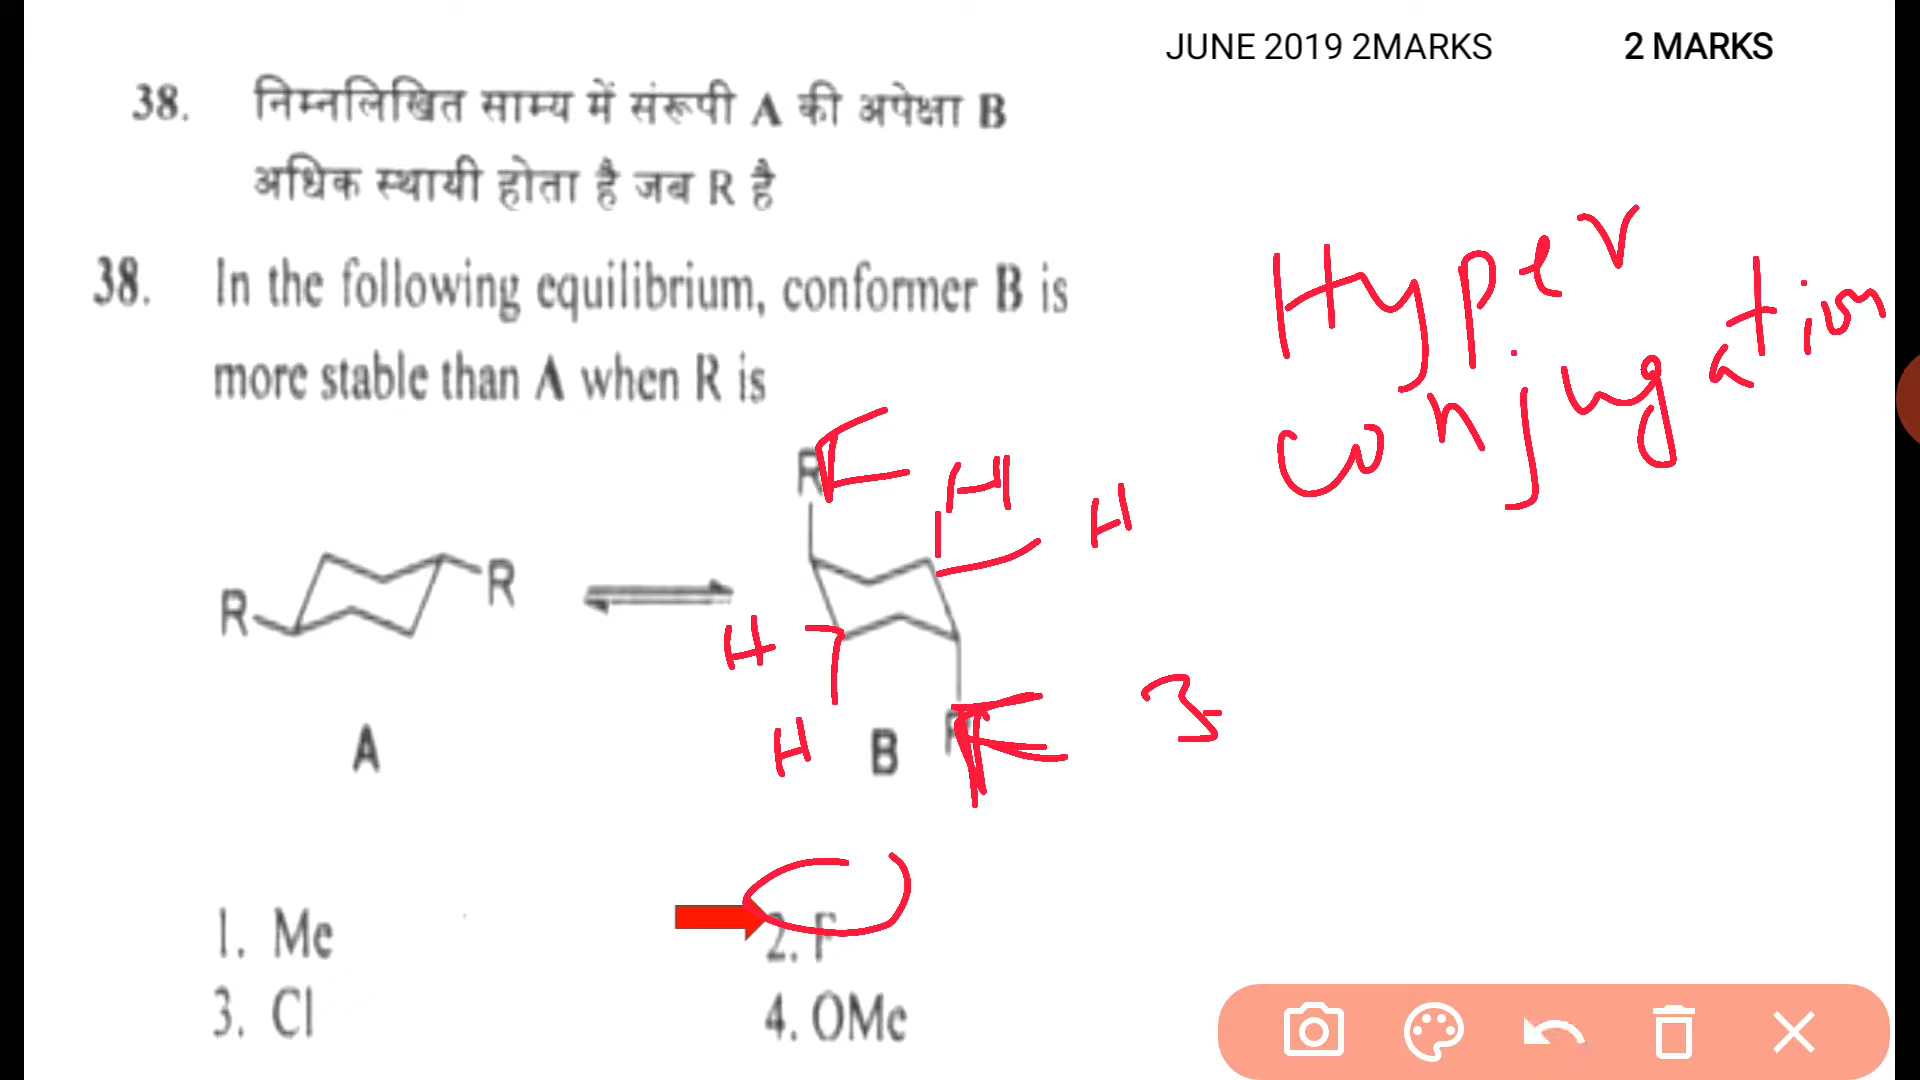 JUNE 2019 2MARKS 2 MARKS
38. निम्नलिखित साम्य में संरूपी A की अपेक्षा B
अधिक स्थायी होता है जब R है
38. In the following equilibrium, conformer B is
more stable than A when R is
Hyper
conjugation
R
H
H
R R
H
A
H B
1. Me 2. F
3. Cl 4. OMe